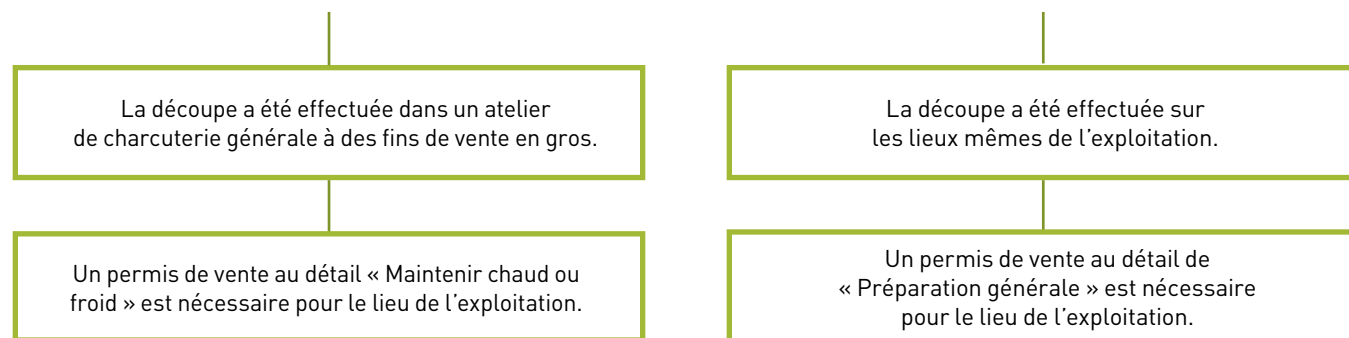 La découpe a été effectuée dans un atelier
de charcuterie générale à des fins de vente en gros.
La découpe a été effectuée sur
les lieux mêmes de l’exploitation.
Un permis de vente au détail « Maintenir chaud ou
froid » est nécessaire pour le lieu de l’exploitation.
Un permis de vente au détail de
« Préparation générale » est nécessaire
pour le lieu de l’exploitation.